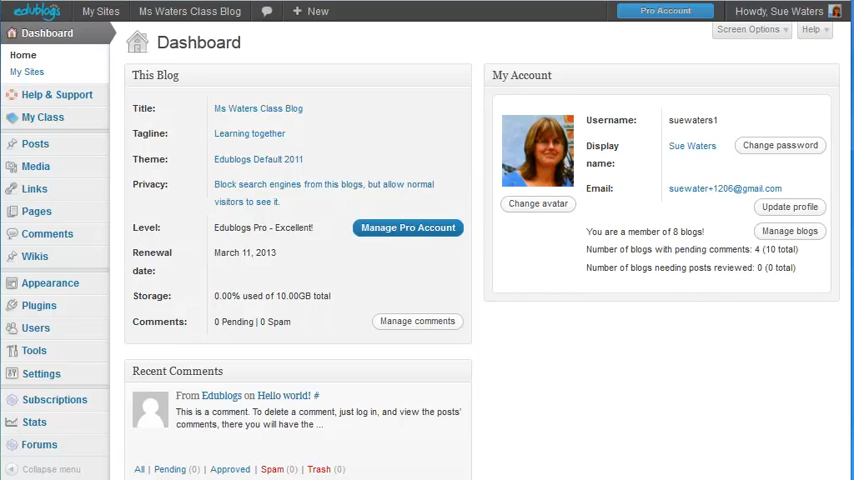 edublogs My Sites Ms Waters Class Blog + New Pro Account Howdy, Sue Waters
Screen Options Help
Dashboard
Home
My Sites
Help & Support
My Class
Posts
Media
Links
Pages
Comments
Wikis
Appearance
Plugins
Users
Tools
Settings
Subscriptions
Stats
Forums
Collapse menu
Dashboard
This Blog
Title: Ms Waters Class Blog
Tagline: Learning together
Theme: Edublogs Default 2011
Privacy: Block search engines from this blogs, but allow normal
visitors to see it.
Level: Edublogs Pro - Excellent! Manage Pro Account
Renewal March 11, 2013
date:
Storage: 0.00% used of 10.00GB total
Comments: 0 Pending | 0 Spam Manage comments
Recent Comments
From Edublogs on Hello world! #
This is a comment. To delete a comment, just log in, and view the posts'
comments, there you will have the ...
All | Pending (0) | Approved | Spam (0) | Trash (0)
My Account
Change avatar
Username: suewaters1
Display Sue Waters Change password
name:
Email: suewater+1206@gmail.com
Update profile
You are a member of 8 blogs! Manage blogs
Number of blogs with pending comments: 4 (10 total)
Number of blogs needing posts reviewed: 0 (0 total)